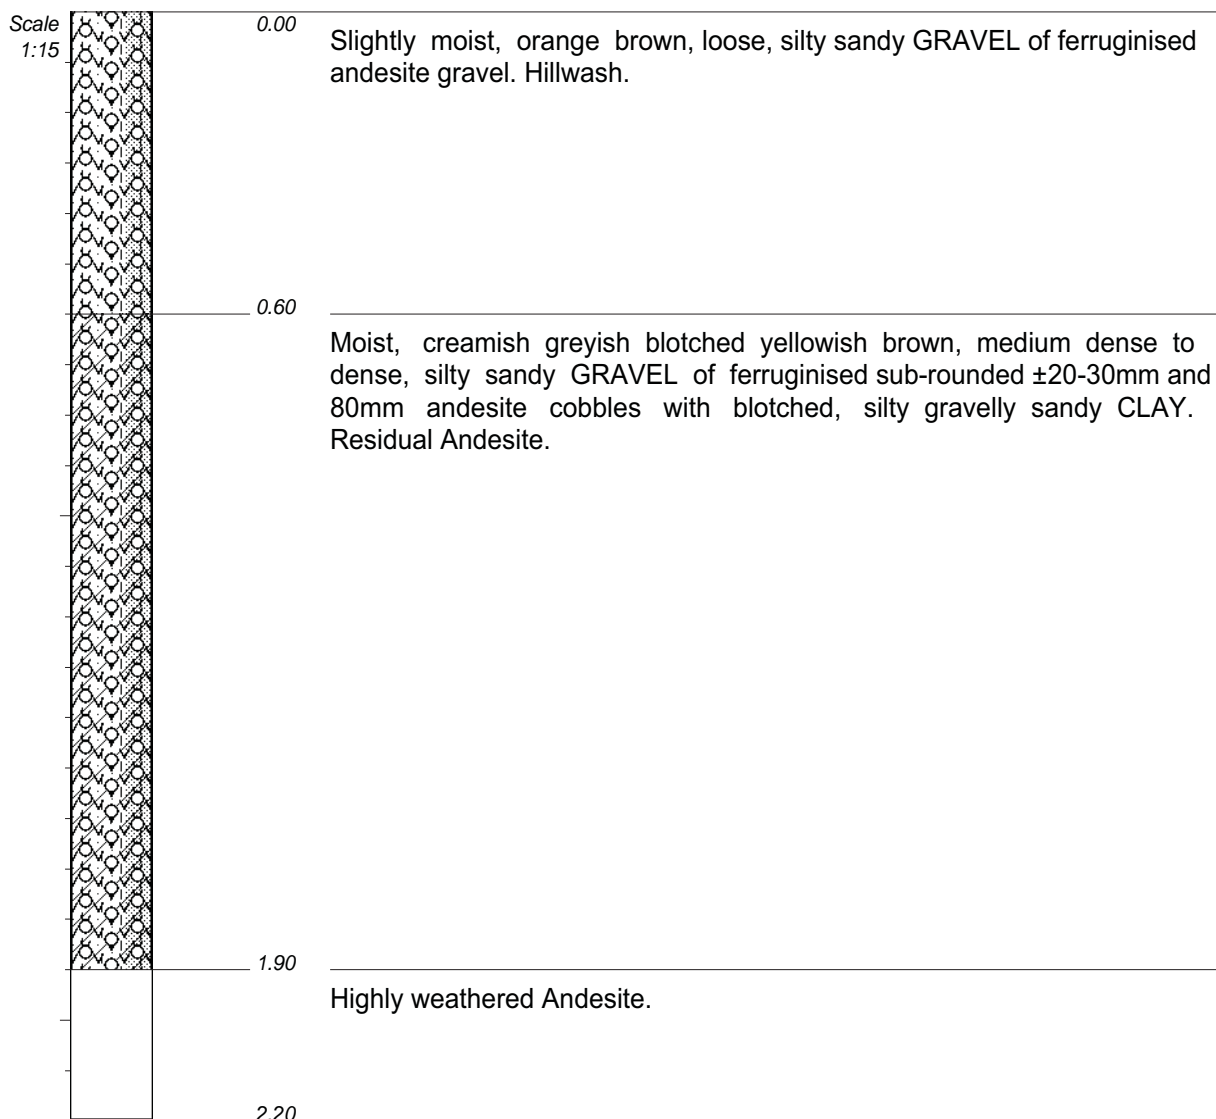 Scale
1:15
0.00
Slightly moist, orange brown, loose, silty sandy GRAVEL of ferruginised
andesite gravel. Hillwash.
0.60
Moist, creamish greyish blotched yellowish brown, medium dense to
dense, silty sandy GRAVEL of ferruginised sub-rounded ±20-30mm and
80mm andesite cobbles with blotched, silty gravelly sandy CLAY.
Residual Andesite.
1.90
Highly weathered Andesite.
2.20